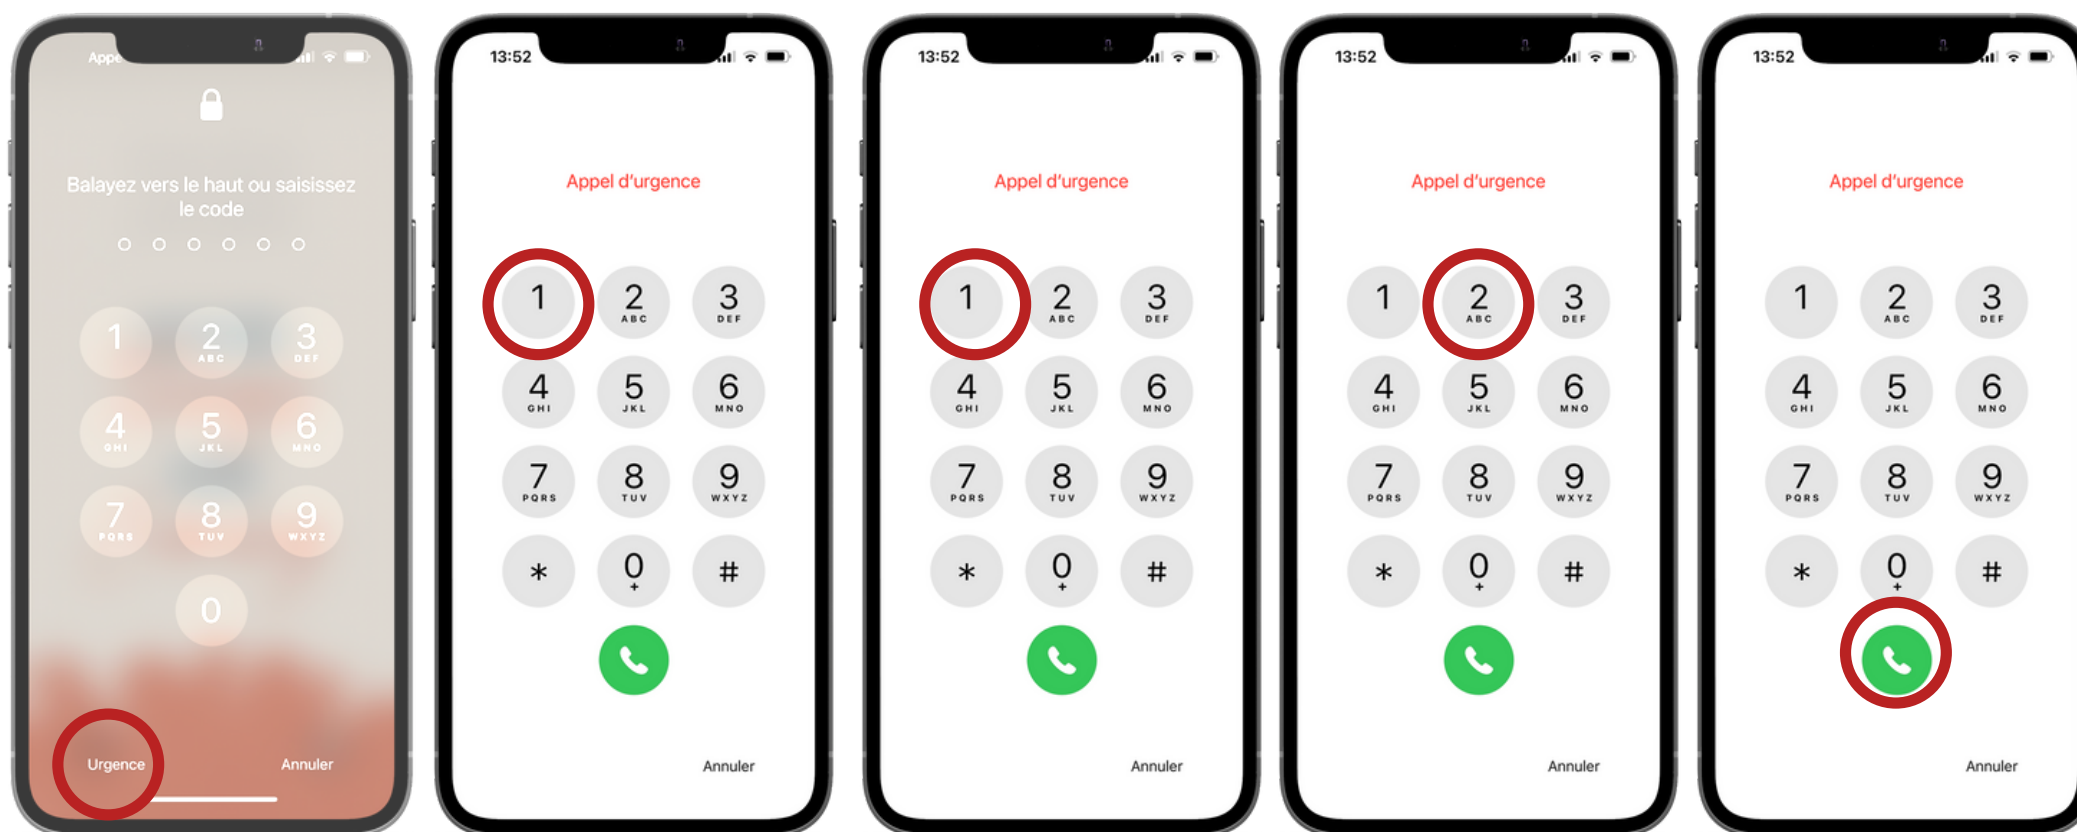 Appe
Balayez vers le haut ou saisissez
le code
1 2 3
ABC DEF
4 5 6
GHI JKL MNO
7 8 9
PQRS TUV WXYZ
0
Urgence Annuler
13:52
Appel d'urgence
1 2 3
ABC DEF
4 5 6
GHI JKL MNO
7 8 9
PQRS TUV WXYZ
* 0 #
+
Annuler
13:52
Appel d'urgence
1 2 3
ABC DEF
4 5 6
GHI JKL MNO
7 8 9
PQRS TUV WXYZ
* 0 #
+
Annuler
13:52
Appel d'urgence
1 2 3
ABC DEF
4 5 6
GHI JKL MNO
7 8 9
PQRS TUV WXYZ
* 0 #
+
Annuler
13:52
Appel d'urgence
1 2 3
ABC DEF
4 5 6
GHI JKL MNO
7 8 9
PQRS TUV WXYZ
* 0 #
+
Annuler